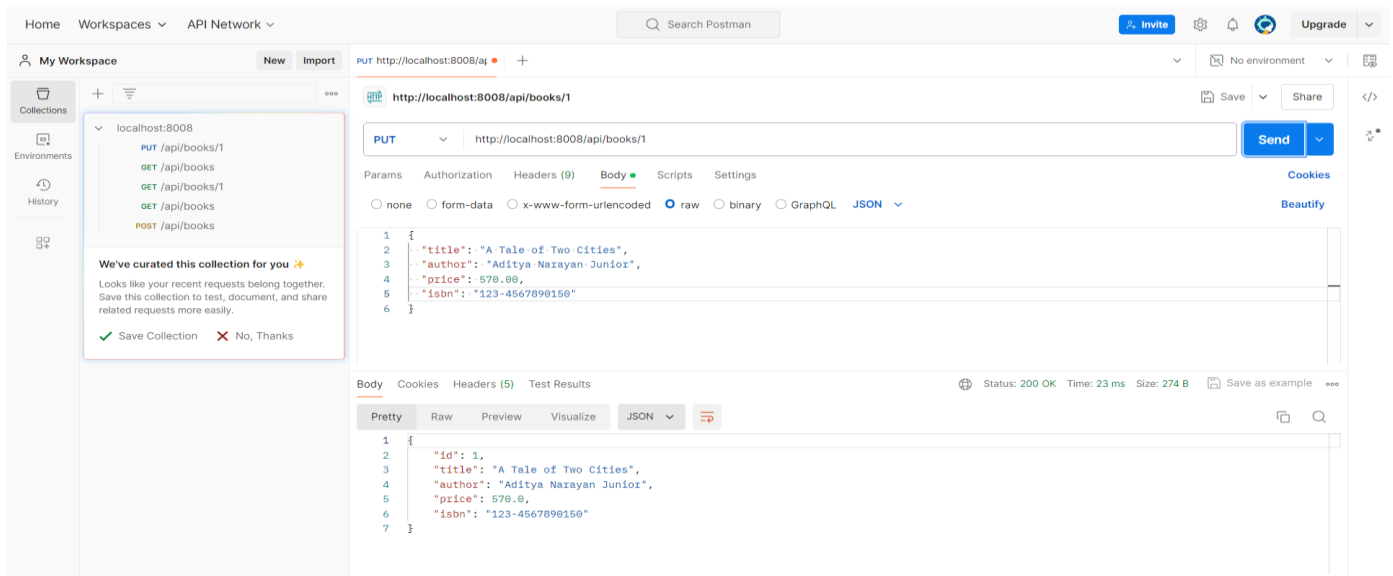 Home Workspaces API Network Search Postman Invite Upgrade
My Workspace New Import PUT http://localhost:8008/ap No environment
Collections
Environments
History
localhost:8008
PUT /api/books/1
GET /api/books
GET /api/books/1
GET /api/books
POST /api/books
We've curated this collection for you ✨
Looks like your recent requests belong together.
Save this collection to test, document, and share
related requests more easily.
Save Collection No, Thanks
HTTP http://localhost:8008/api/books/1 Save Share
PUT http://localhost:8008/api/books/1 Send
Params Authorization Headers (9) Body Scripts Settings Cookies
none form-data x-www-form-urlencoded raw binary GraphQL JSON Beautify
1 {
2 "title": "A Tale of Two Cities",
3 "author": "Aditya Narayan Junior",
4 "price": 570.00,
5 "isbn": "123-4567890150"
6 }
Body Cookies Headers (5) Test Results Status: 200 OK Time: 23 ms Size: 274 B Save as example
Pretty Raw Preview Visualize JSON
1 {
2 "id": 1,
3 "title": "A Tale of Two Cities",
4 "author": "Aditya Narayan Junior",
5 "price": 570.0,
6 "isbn": "123-4567890150"
7 }